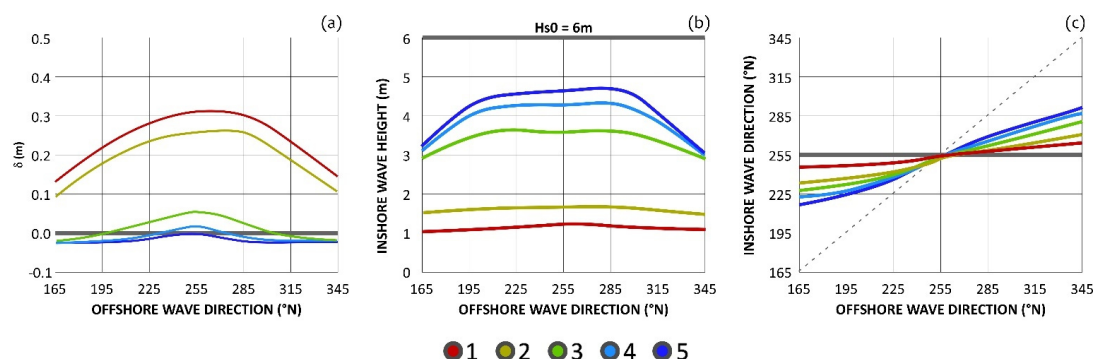 (a)
0.5
0.4
0.3
0.2
0.1
0.0
-0.1
δ (m)
165 195 225 255 285 315 345
OFFSHORE WAVE DIRECTION (°N)
(b)
Hs0 = 6m
6
5
4
3
2
1
0
INSHORE WAVE HEIGHT (m)
165 195 225 255 285 315 345
OFFSHORE WAVE DIRECTION (°N)
(c)
345
315
285
255
225
195
165
INSHORE WAVE DIRECTION (°N)
165 195 225 255 285 315 345
OFFSHORE WAVE DIRECTION (°N)
1 2 3 4 5